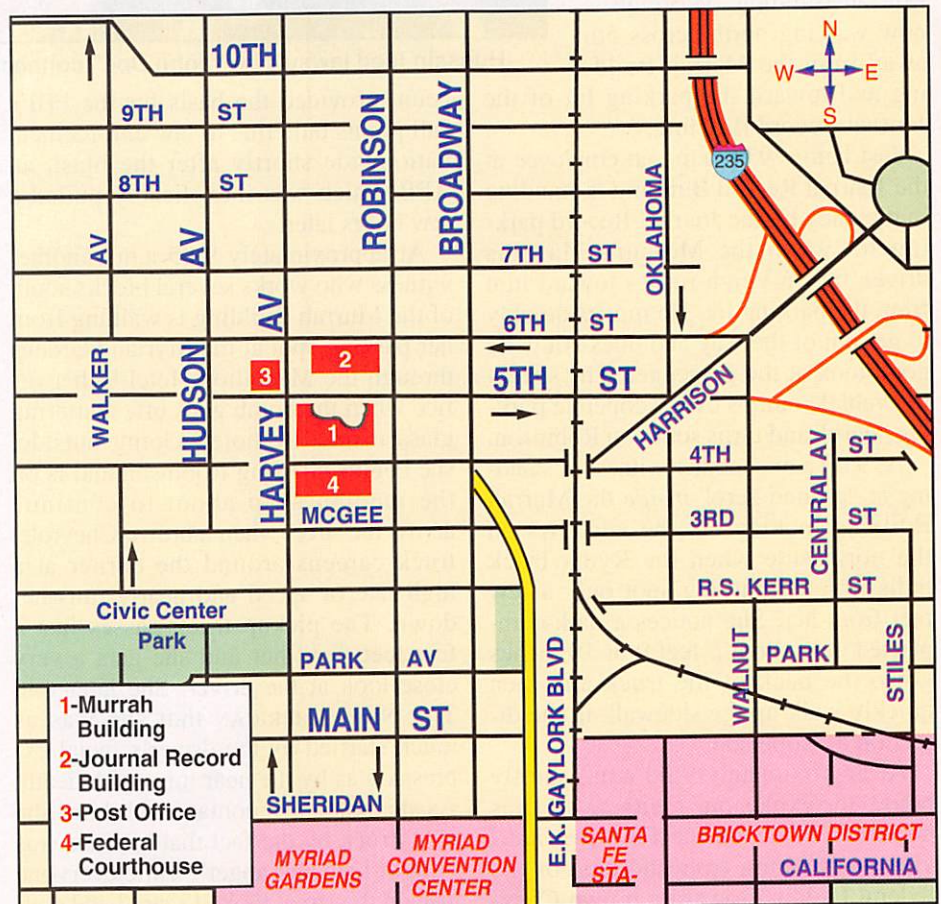 10TH
N
W E
S
9TH ST
8TH ST
ROBINSON
BROADWAY
235
OKLAHOMA
WALKER AV
HUDSON AV
HARVEY AV
7TH ST
6TH ST
5TH ST
HARRISON
3
2
1
4
4TH ST
MCGEE
3RD ST
CENTRAL AV
R.S. KERR ST
Civic Center
Park
PARK AV
PARK
WALNUT
STILES
E.K. GAYLORK BLVD
MAIN ST
SHERIDAN
1-Murrah
Building
2-Journal Record
Building
3-Post Office
4-Federal
Courthouse
MYRIAD
GARDENS
MYRIAD
CONVENTION
CENTER
SANTA
FE
STA-
BRICKTOWN DISTRICT
CALIFORNIA